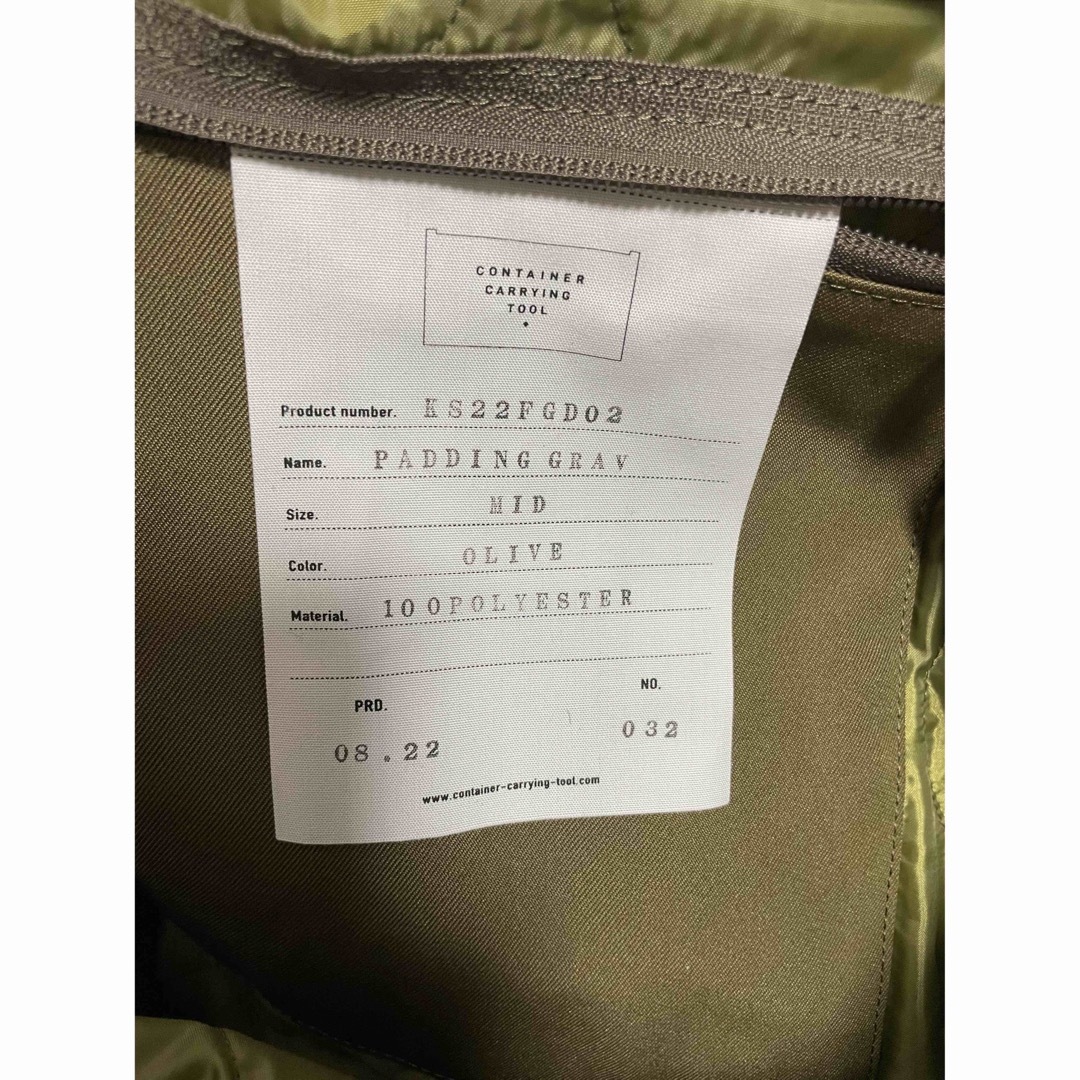 CONTAINER
CARRYING
TOOL
Product number. KS22FGD02
Name. PADDING GRAV
Size. MID
Color. OLIVE
Material. 100POLYESTER
PRD. NO.
08.22 032
www.container-carrying-tool.com